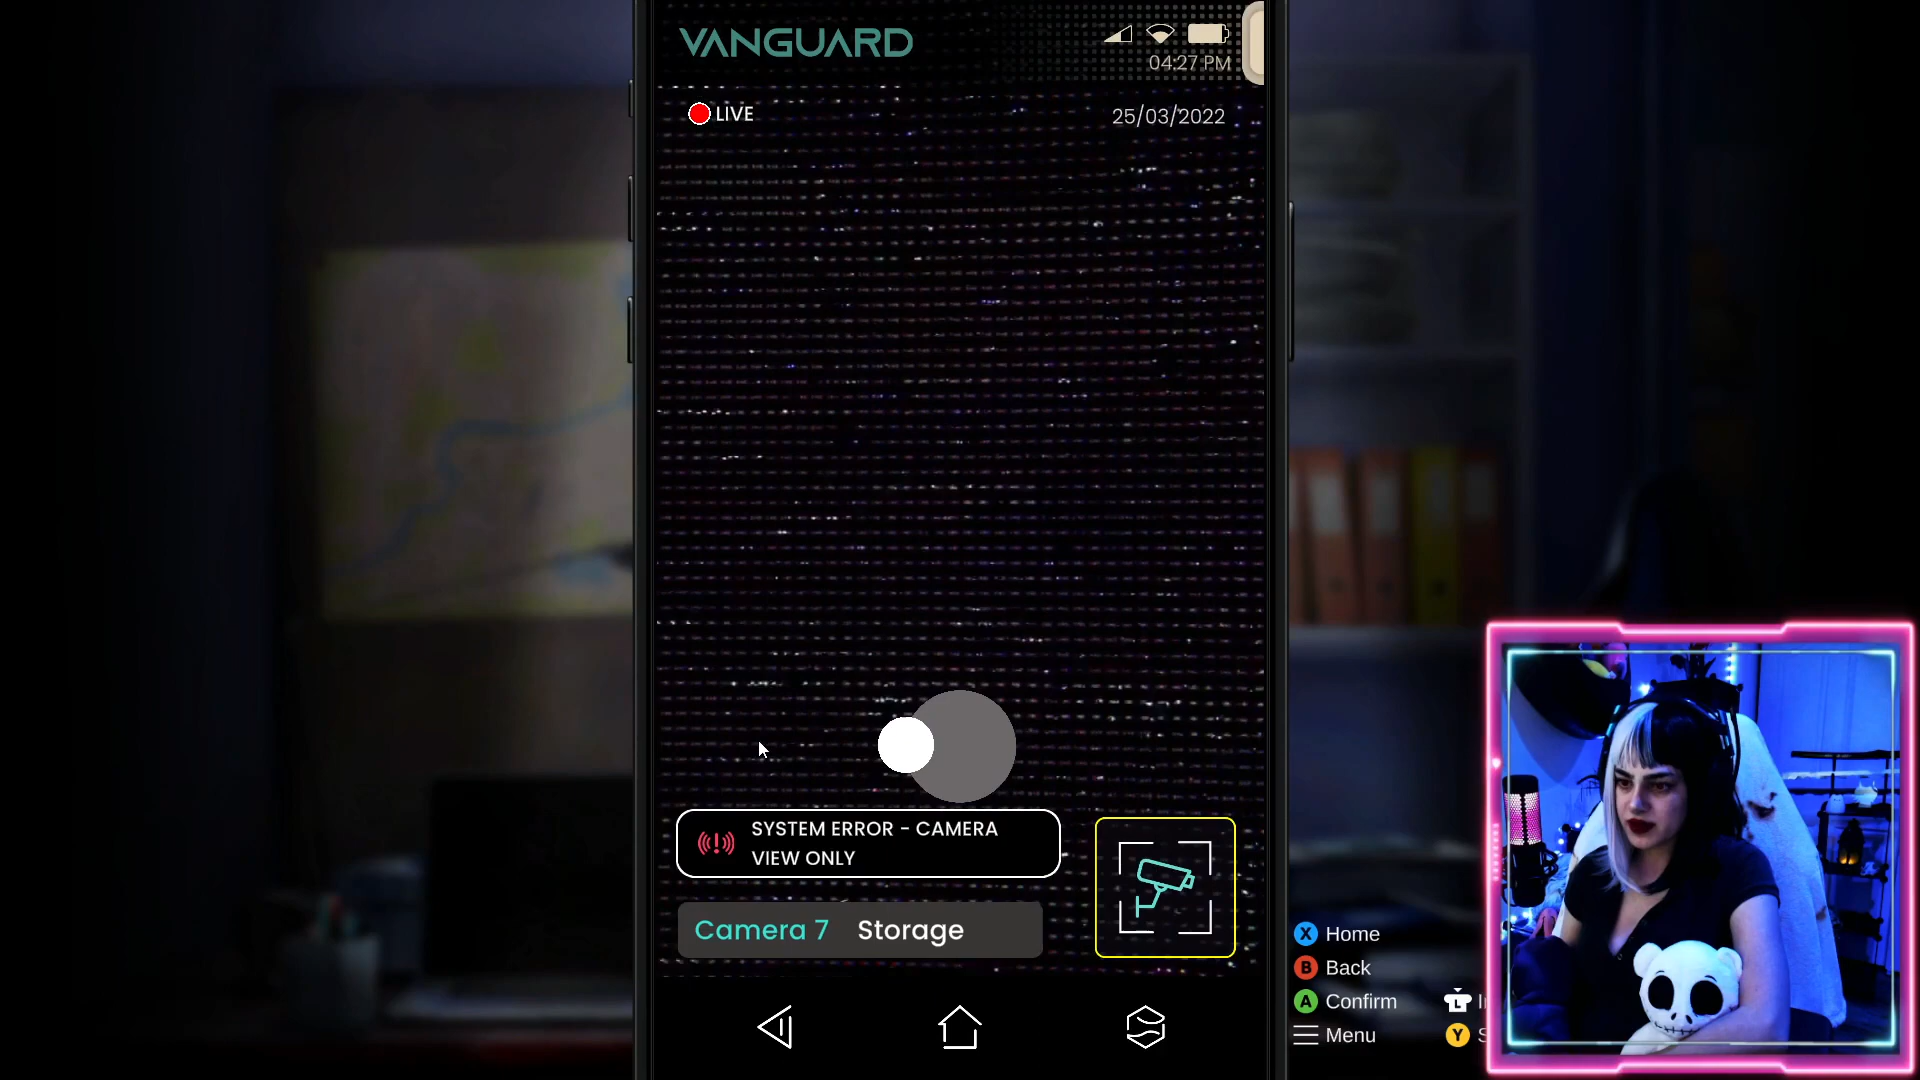 VANGUARD
04:27 PM
LIVE
25/03/2022
SYSTEM ERROR - CAMERA
VIEW ONLY
Camera 7 Storage
X Home
B Back
A Confirm
L
Menu
Y